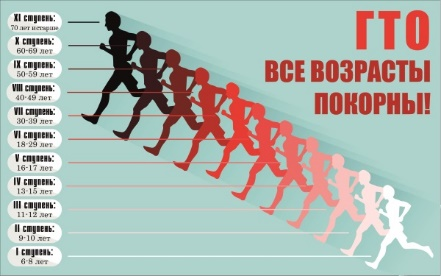 ГТО
ВСЕ ВОЗРАСТЫ
ПОКОРНЫ!
XI ступень:
70 лет и старше
X ступень:
60-69 лет
IX ступень:
50-59 лет
VIII ступень:
40-49 лет
VII ступень:
30-39 лет
VI ступень:
18-29 лет
V ступень:
16-17 лет
IV ступень:
13-15 лет
III ступень:
11-12 лет
II ступень:
9-10 лет
I ступень:
6-8 лет